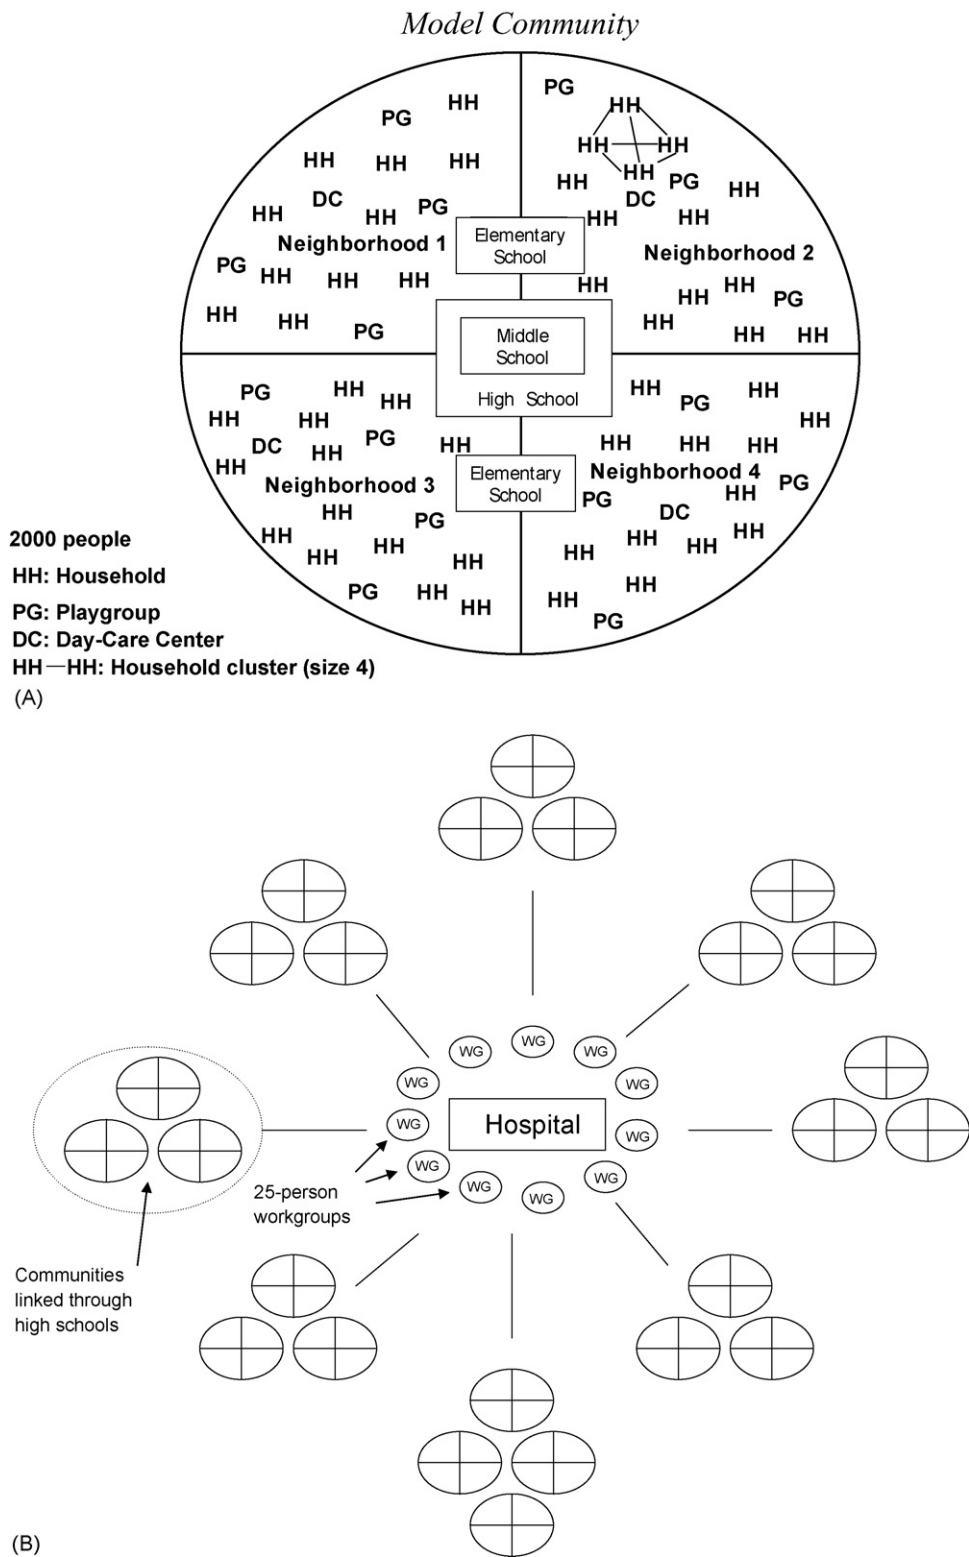 Model Community
PG
HH
PG
HH
HH
HH
HH
HH
HH
HH
HH
DC
PG
HH
HH
HH
DC
PG
HH
HH
HH
HH
Elementary
School
Neighborhood 1
Neighborhood 2
PG
HH
HH
HH
HH
HH
HH
PG
HH
HH
PG
HH
HH
HH
Middle
School
High School
PG
HH
HH
HH
HH
PG
HH
HH
HH
DC
HH
PG
HH
HH
HH
HH
HH
Neighborhood 3
Elementary
School
Neighborhood 4
PG
HH
PG
HH
PG
DC
HH
HH
HH
HH
HH
HH
HH
HH
PG
HH
HH
HH
HH
PG
2000 people
HH: Household
PG: Playgroup
DC: Day-Care Center
HH—HH: Household cluster (size 4)
(A)
WG
WG
WG
WG
WG
WG
Hospital
WG
WG
WG
WG
WG
25-person
workgroups
Communities
linked through
high schools
(B)